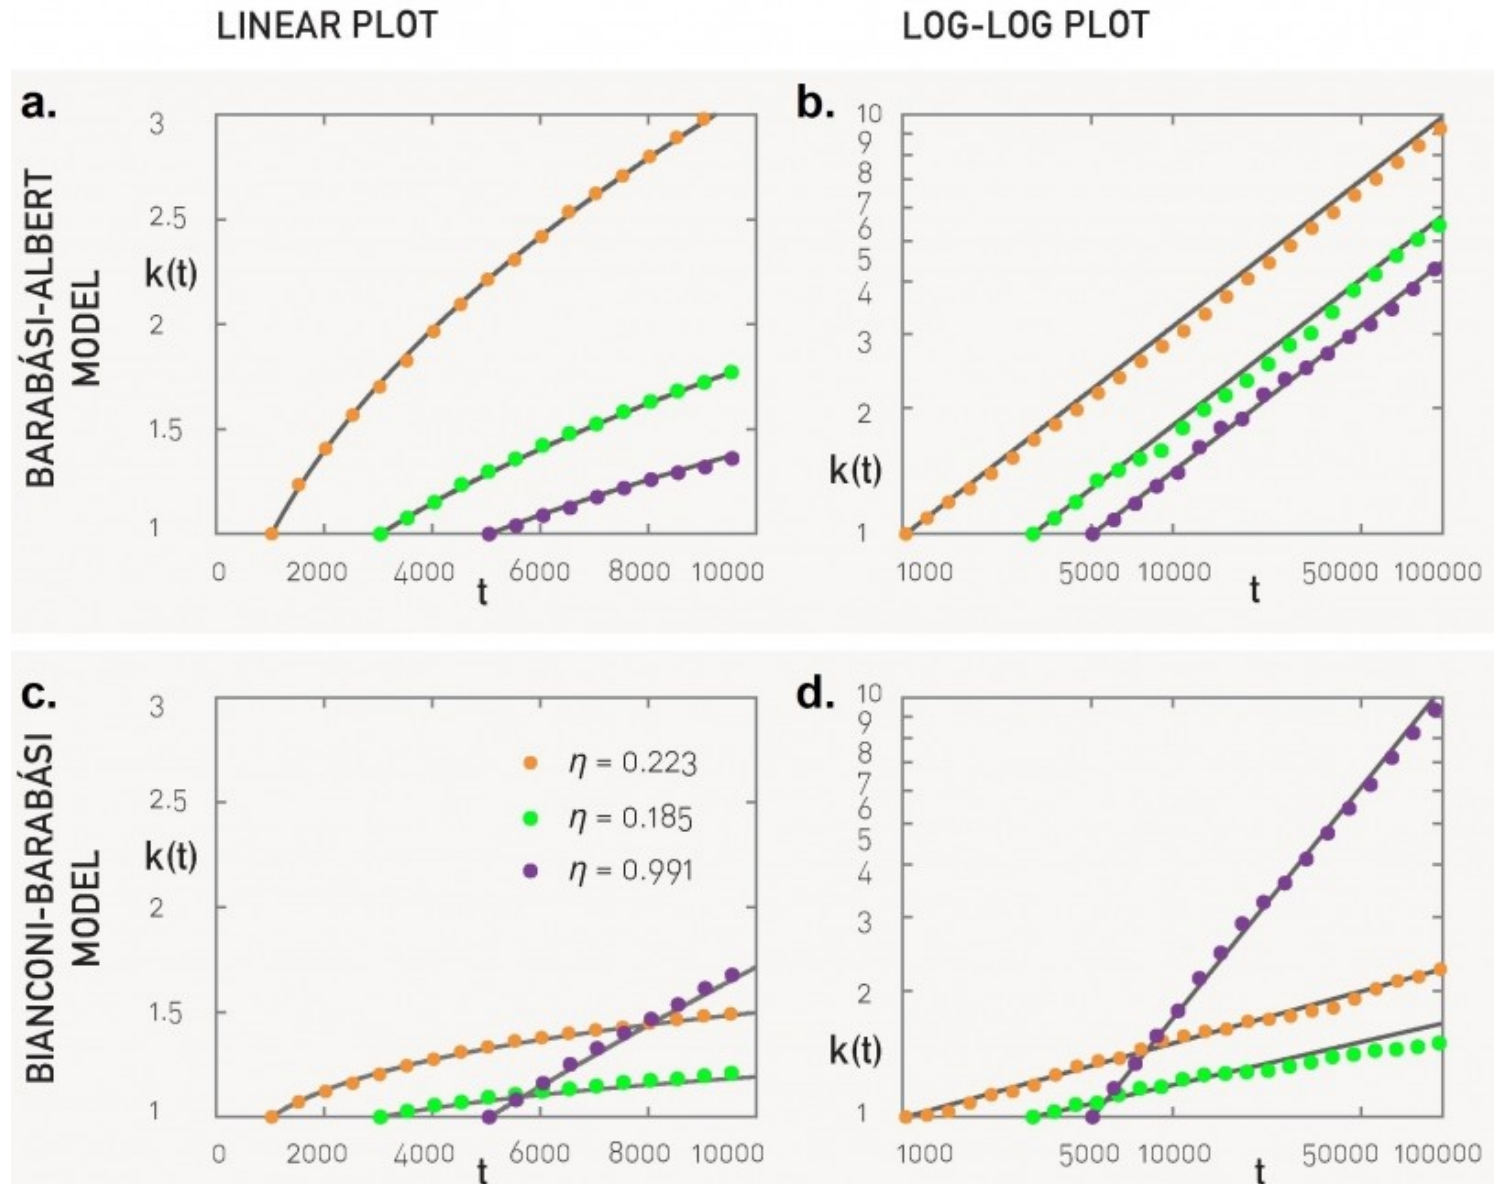 LINEAR PLOT
LOG-LOG PLOT
BARABÁSI-ALBERT
MODEL
a.
3
2.5
k(t)
2
1.5
1
0 2000 4000 6000 8000 10000
t
b.
10
9
8
7
6
5
4
3
2
k(t)
1
1000 5000 10000 50000 100000
t
BIANCONI-BARABÁSI
MODEL
c.
3
2.5
k(t)
2
1.5
1
η = 0.223
η = 0.185
η = 0.991
0 2000 4000 6000 8000 10000
t
d.
10
9
8
7
6
5
4
3
2
k(t)
1
1000 5000 10000 50000 100000
t